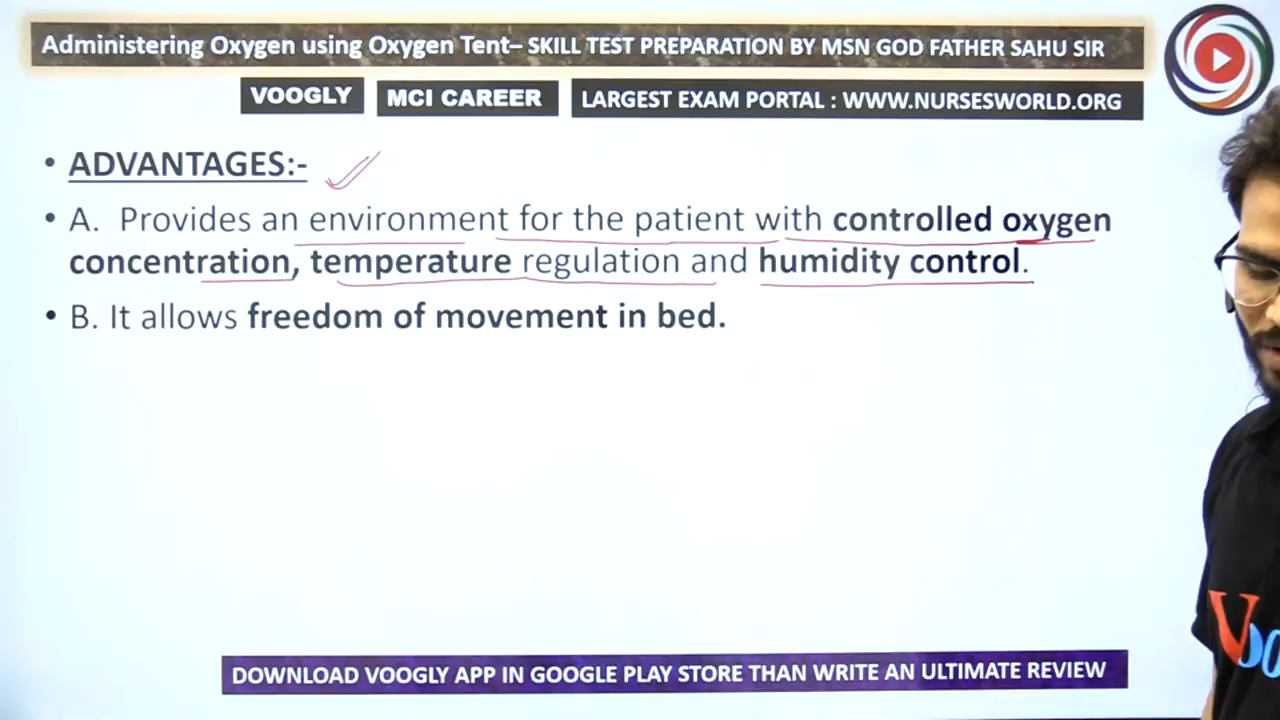 Administering Oxygen using Oxygen Tent– SKILL TEST PREPARATION BY MSN GOD FATHER SAHU SIR
VOOGLY
MCI CAREER
LARGEST EXAM PORTAL : WWW.NURSESWORLD.ORG
• ADVANTAGES:-
• A. Provides an environment for the patient with controlled oxygen
concentration, temperature regulation and humidity control.
• B. It allows freedom of movement in bed.
DOWNLOAD VOOGLY APP IN GOOGLE PLAY STORE THAN WRITE AN ULTIMATE REVIEW